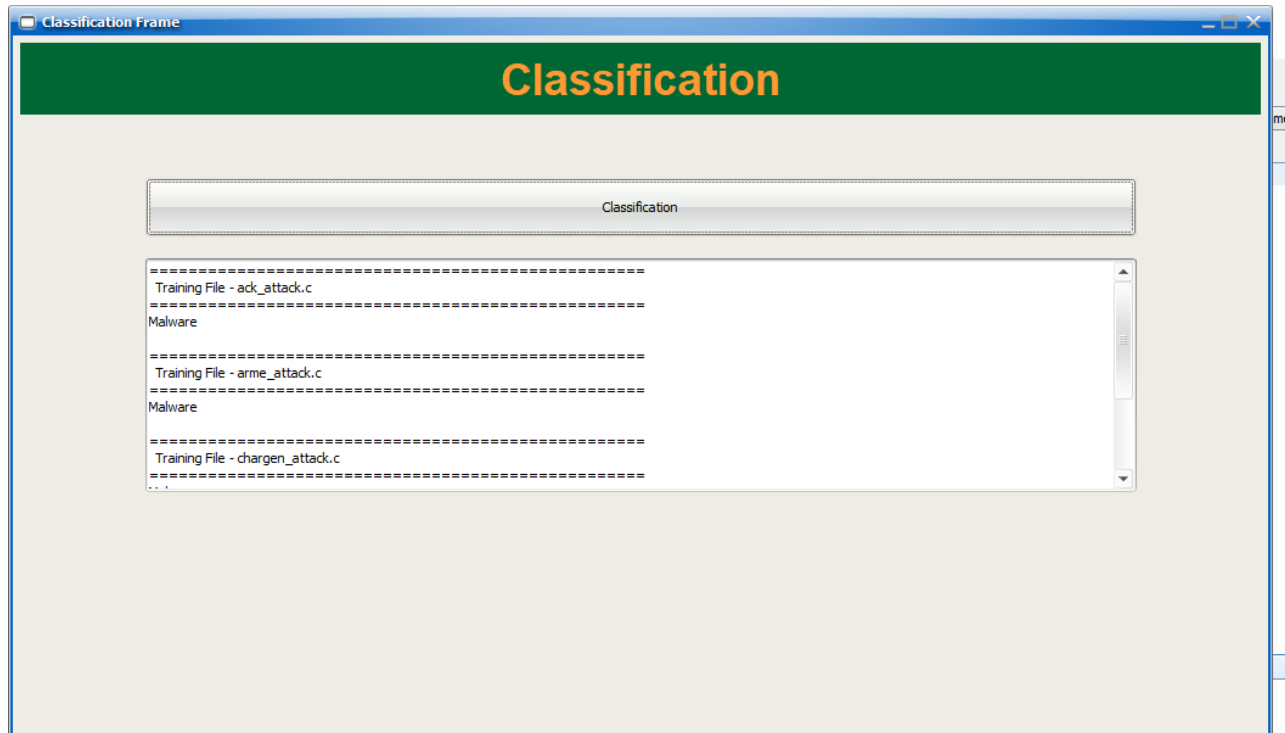 Classification Frame
Classification
Classification
===================================================
Training File - ack_attack.c
===================================================
Malware
===================================================
Training File - arme_attack.c
===================================================
Malware
===================================================
Training File - chargen_attack.c
===================================================